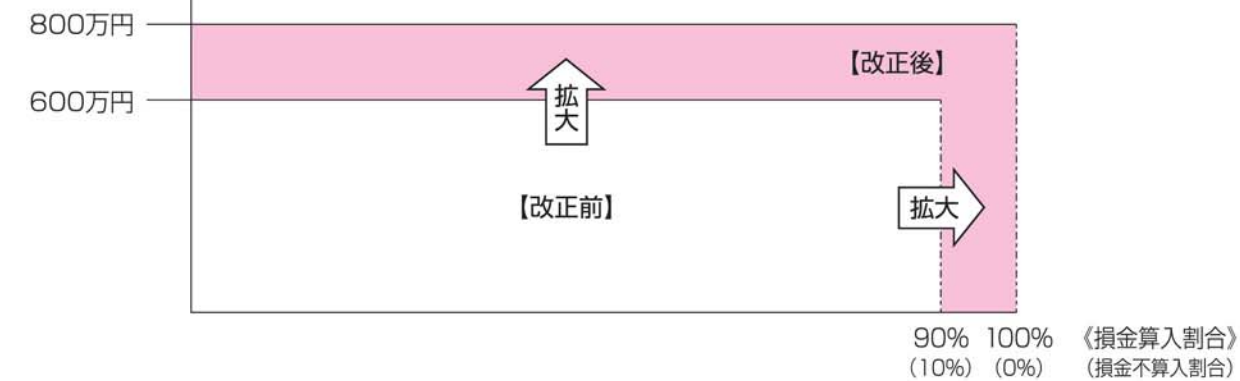 800万円
【改正後】
600万円
拡大
【改正前】
拡大
90% 100% 《損金算入割合》
(10%) (0%) (損金不算入割合)